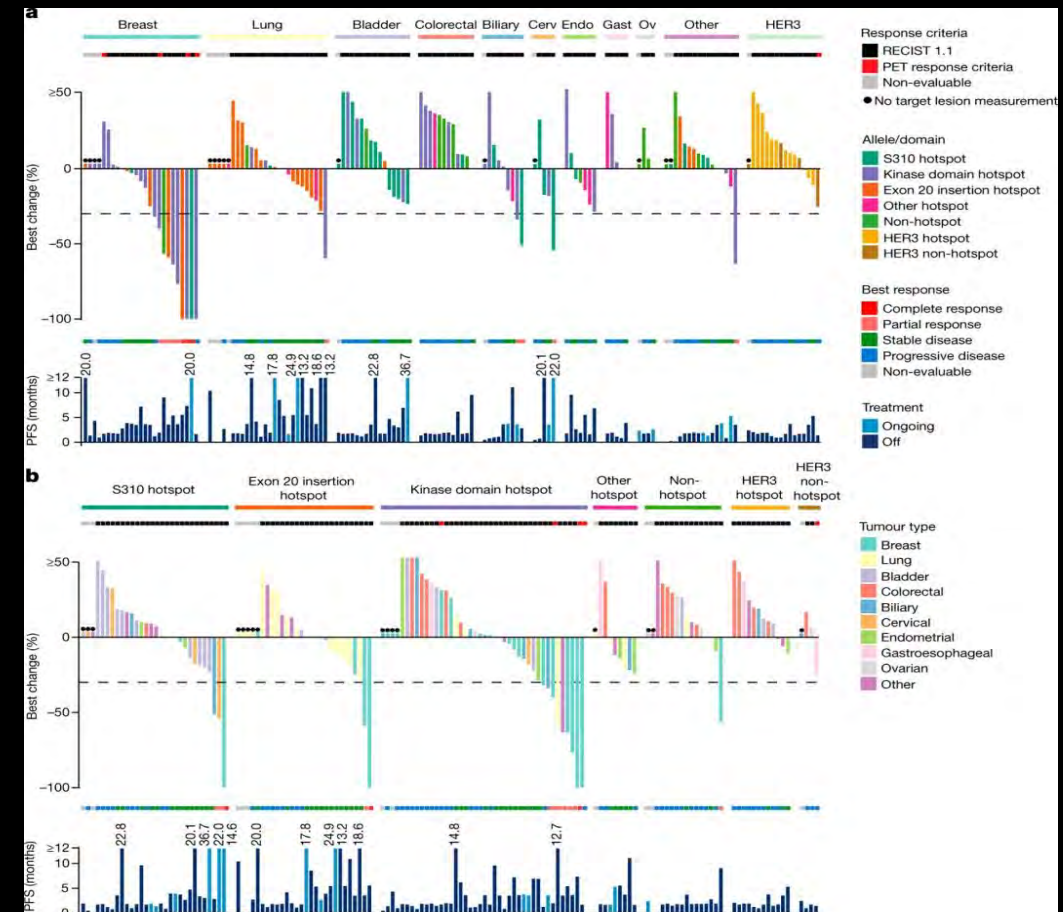 a
Breast Lung Bladder Colorectal Biliary Cerv Endo Gast Ov Other HER3
Response criteria
RECIST 1.1
PET response criteria
Non-evaluable
No target lesion measurement
Best change (%)
≥50
0
−50
−100
Allele/domain
S310 hotspot
Kinase domain hotspot
Exon 20 insertion hotspot
Other hotspot
Non-hotspot
HER3 hotspot
HER3 non-hotspot
Best response
Complete response
Partial response
Stable disease
Progressive disease
Non-evaluable
20.0 20.0 14.8 17.8 24.9 13.2 18.6 13.2 22.8 36.7 20.1 22.0
PFS (months)
≥12
10
5
0
Treatment
Ongoing
Off
b
S310 hotspot
Exon 20 insertion
hotspot
Kinase domain hotspot
Other
hotspot
Non-
hotspot
HER3
hotspot
HER3
non-
hotspot
Best change (%)
≥50
0
−50
−100
Tumour type
Breast
Lung
Bladder
Colorectal
Biliary
Cervical
Endometrial
Gastroesophageal
Ovarian
Other
22.8 20.1 36.7 22.0 14.6 20.0 17.8 24.9 13.2 18.6 14.8 12.7
PFS (months)
≥12
10
5
0